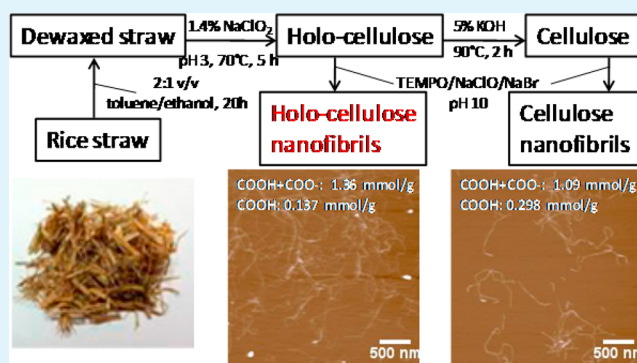 Dewaxed straw
1.4% NaClO₂
pH 3, 70°C, 5 h
Holo-cellulose
5% KOH
90°C, 2 h
Cellulose
2:1 v/v
toluene/ethanol, 20h
TEMPO/NaClO/NaBr
pH 10
Rice straw
Holo-cellulose
nanofibrils
Cellulose
nanofibrils
COOH+COO-: 1.36 mmol/g
COOH: 0.137 mmol/g
500 nm
COOH+COO-: 1.09 mmol/g
COOH: 0.298 mmol/g
500 nm